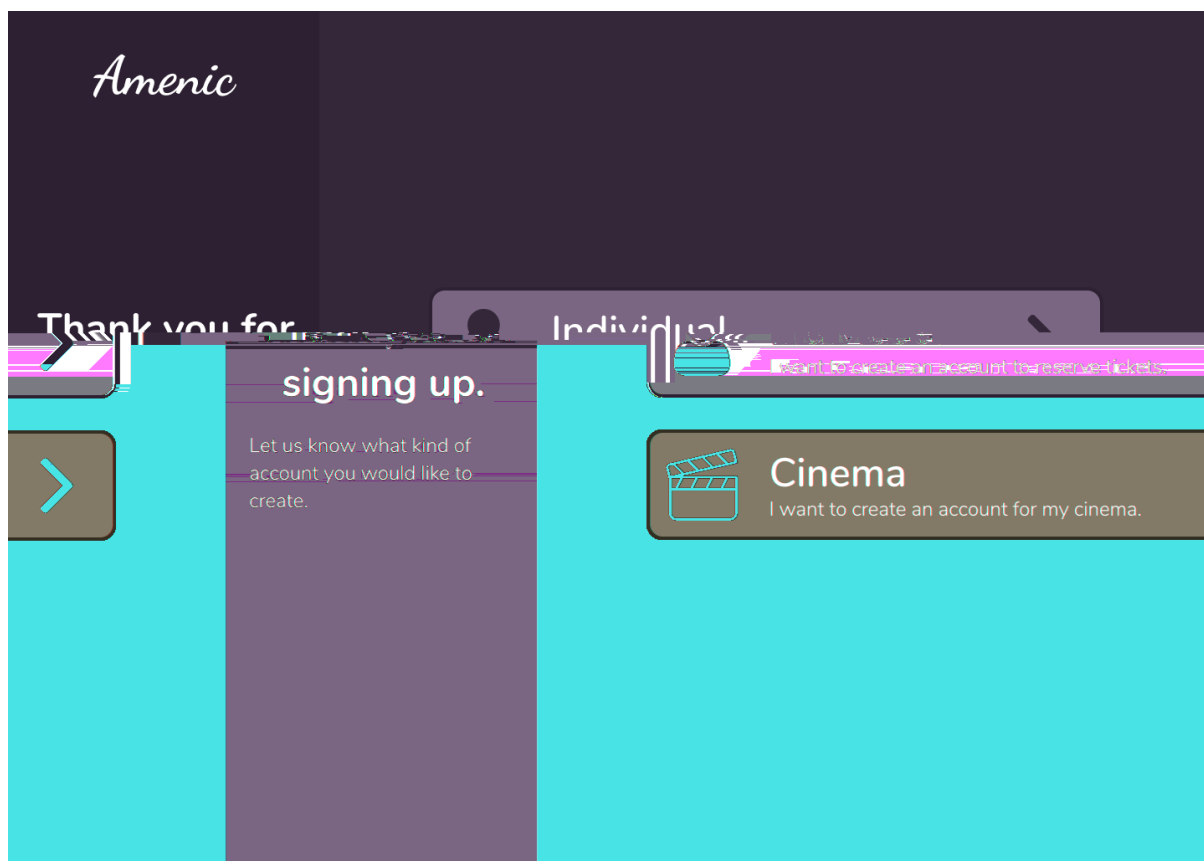 Amenic
Thank you for
signing up.
Let us know what kind of
account you would like to
create.
Individual
I want to create an account to reserve tickets.
Cinema
I want to create an account for my cinema.